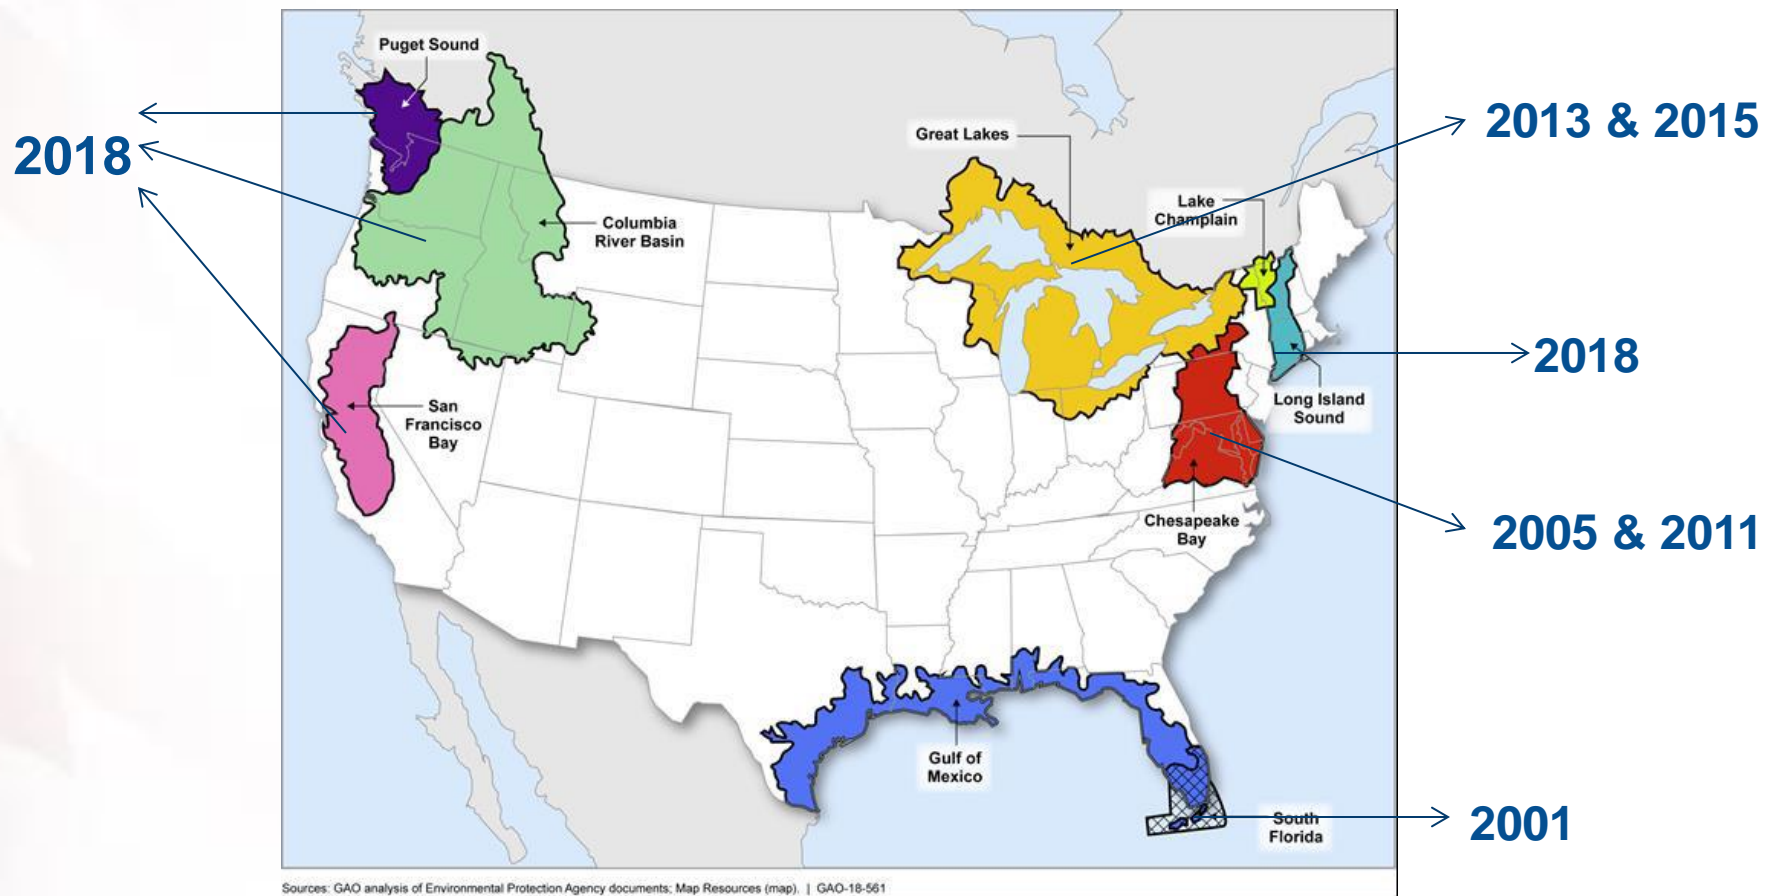 Puget Sound
2018
Great Lakes
2013 & 2015
Lake
Champlain
Columbia
River Basin
2018
San
Francisco
Bay
Long Island
Sound
Chesapeake
Bay
2005 & 2011
Gulf of
Mexico
South
Florida
2001
Sources: GAO analysis of Environmental Protection Agency documents; Map Resources (map). | GAO-18-561